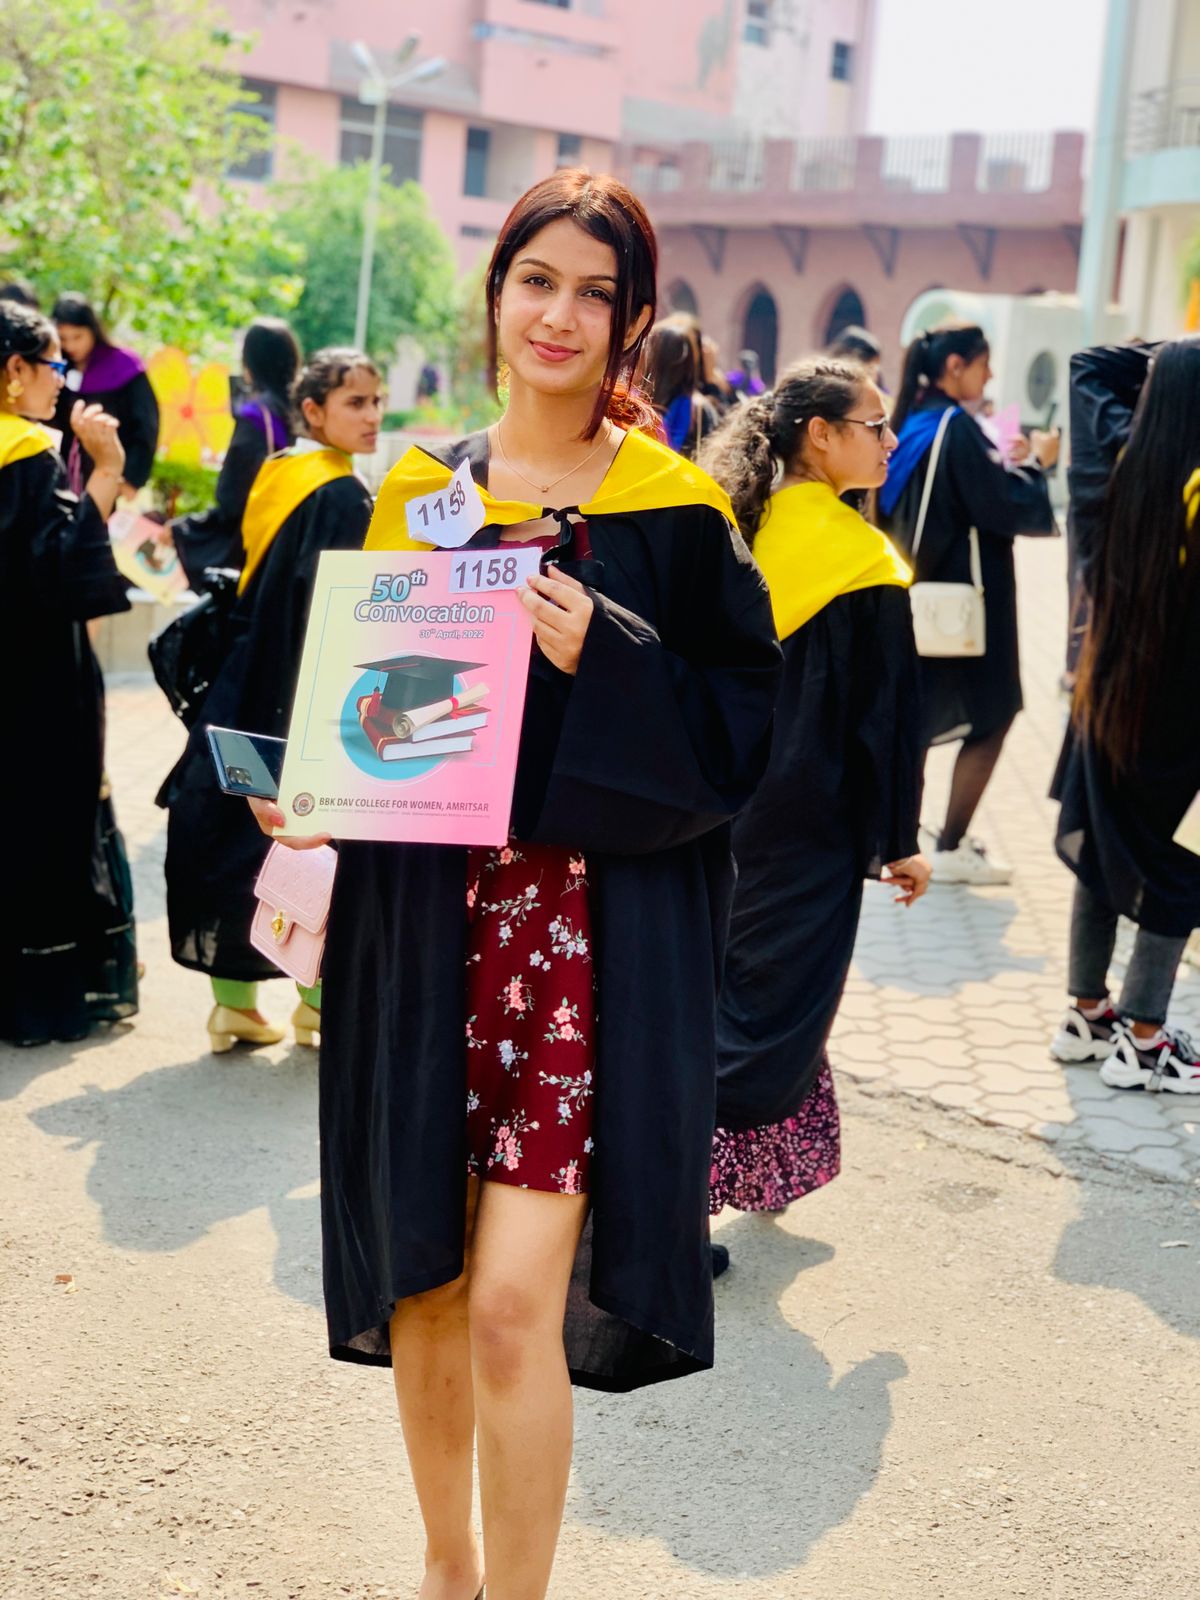 1158
1158
50th
Convocation
30th April, 2022
BBK DAV COLLEGE FOR WOMEN, AMRITSAR